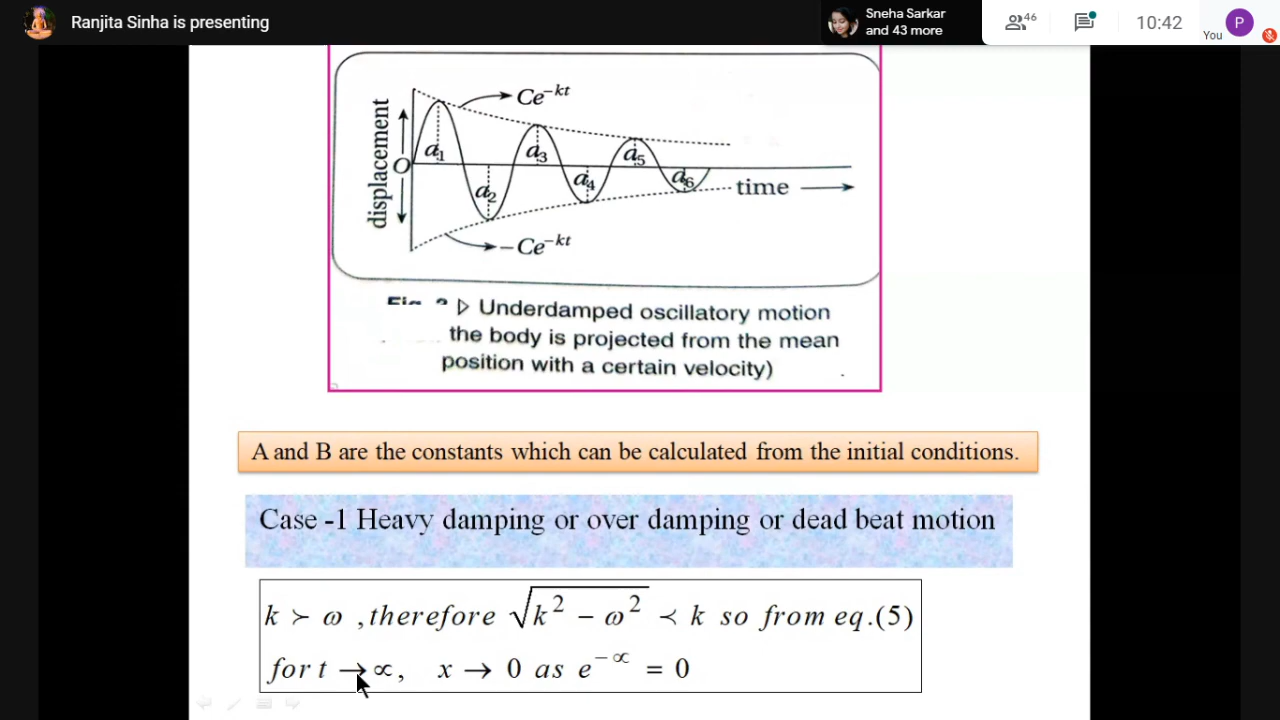 Ranjita Sinha is presenting
Sneha Sarkar
and 43 more
46
10:42
You
P
displacement
O
Ce^-kt
a1
a2
a3
a4
a5
a6
time
-Ce^-kt
▷ Underdamped oscillatory motion
the body is projected from the mean
position with a certain velocity)
A and B are the constants which can be calculated from the initial conditions.
Case -1 Heavy damping or over damping or dead beat motion
k ≻ ω ,therefore √k² − ω² ≺ k so from eq.(5)
for t → ∝, x → 0 as e^−∝ = 0